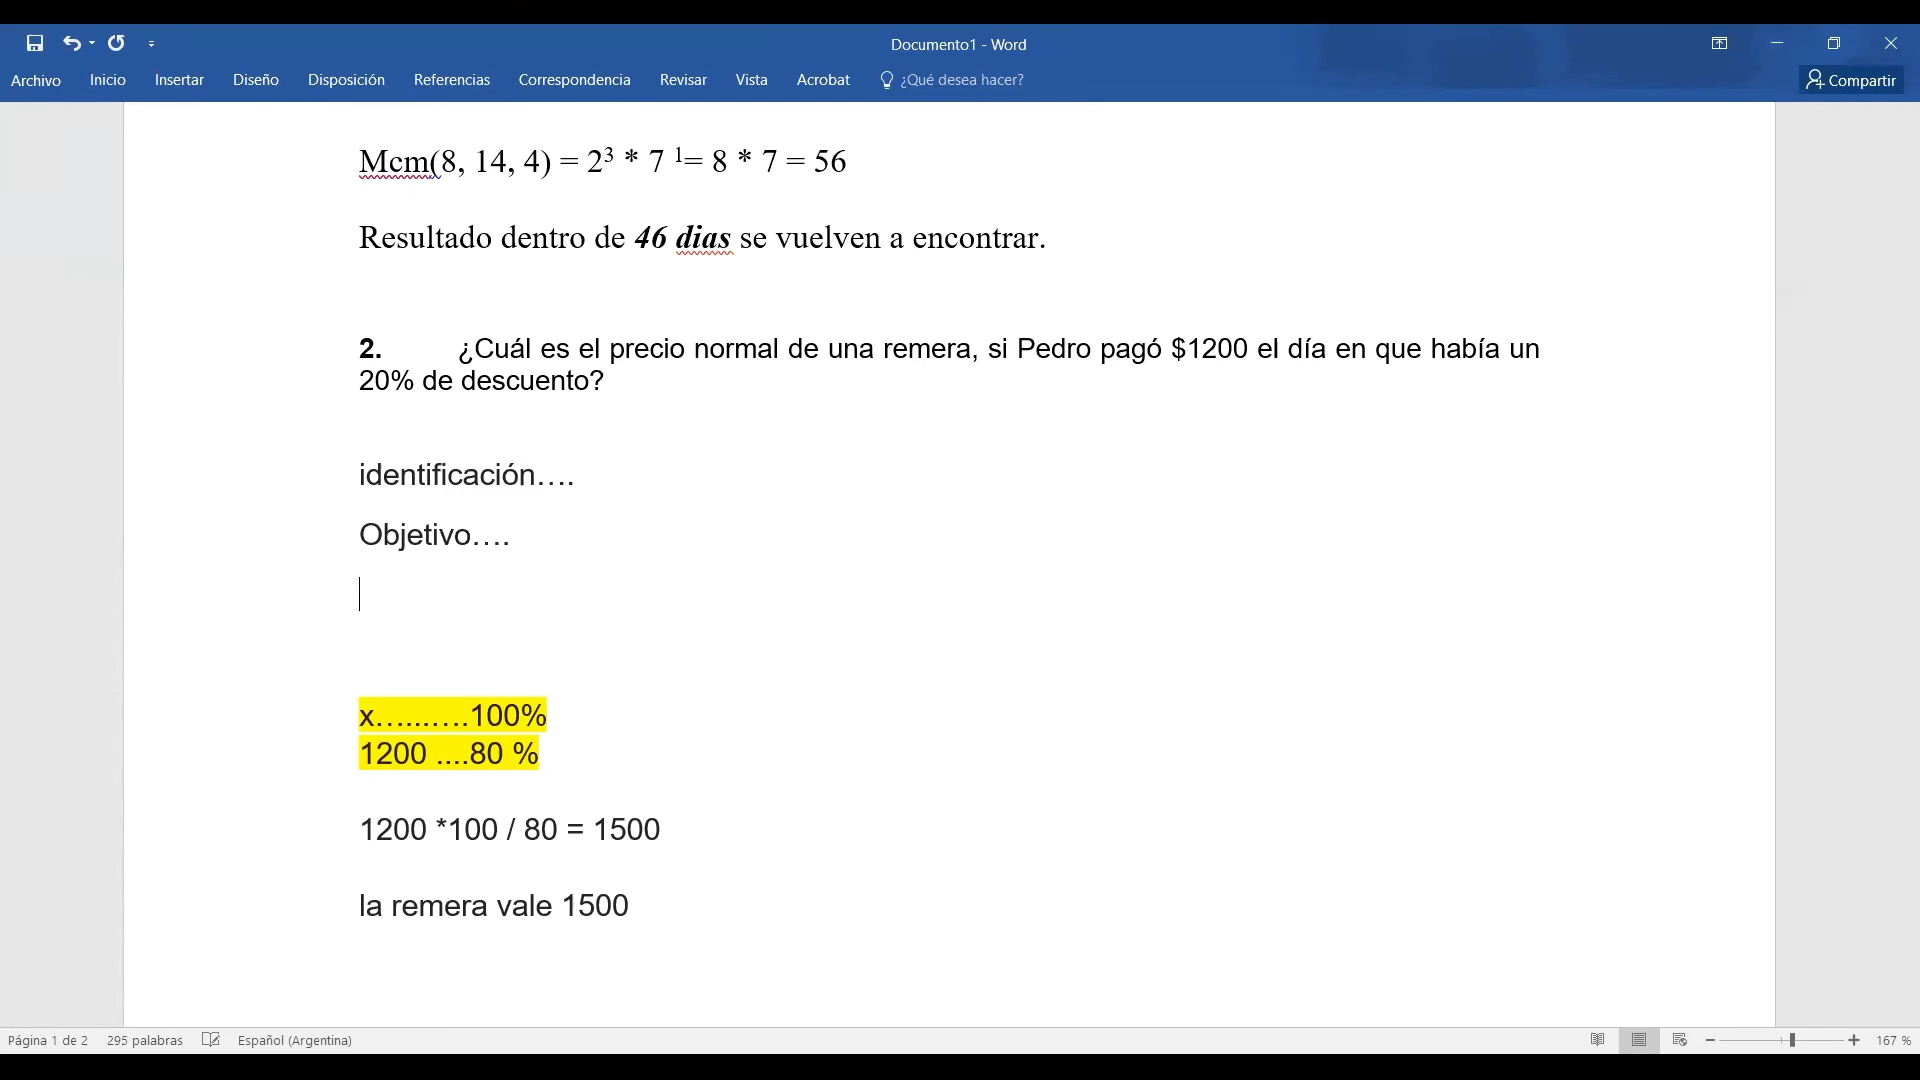 Documento1 - Word
Archivo Inicio Insertar Diseño Disposición Referencias Correspondencia Revisar Vista Acrobat ¿Qué desea hacer? Compartir
Mcm(8, 14, 4) = 2³ * 7 ¹= 8 * 7 = 56
Resultado dentro de 46 dias se vuelven a encontrar.
2. ¿Cuál es el precio normal de una remera, si Pedro pagó $1200 el día en que había un
20% de descuento?
identificación….
Objetivo….
x…...….100%
1200 ....80 %
1200 *100 / 80 = 1500
la remera vale 1500
Página 1 de 2 295 palabras Español (Argentina) 167 %